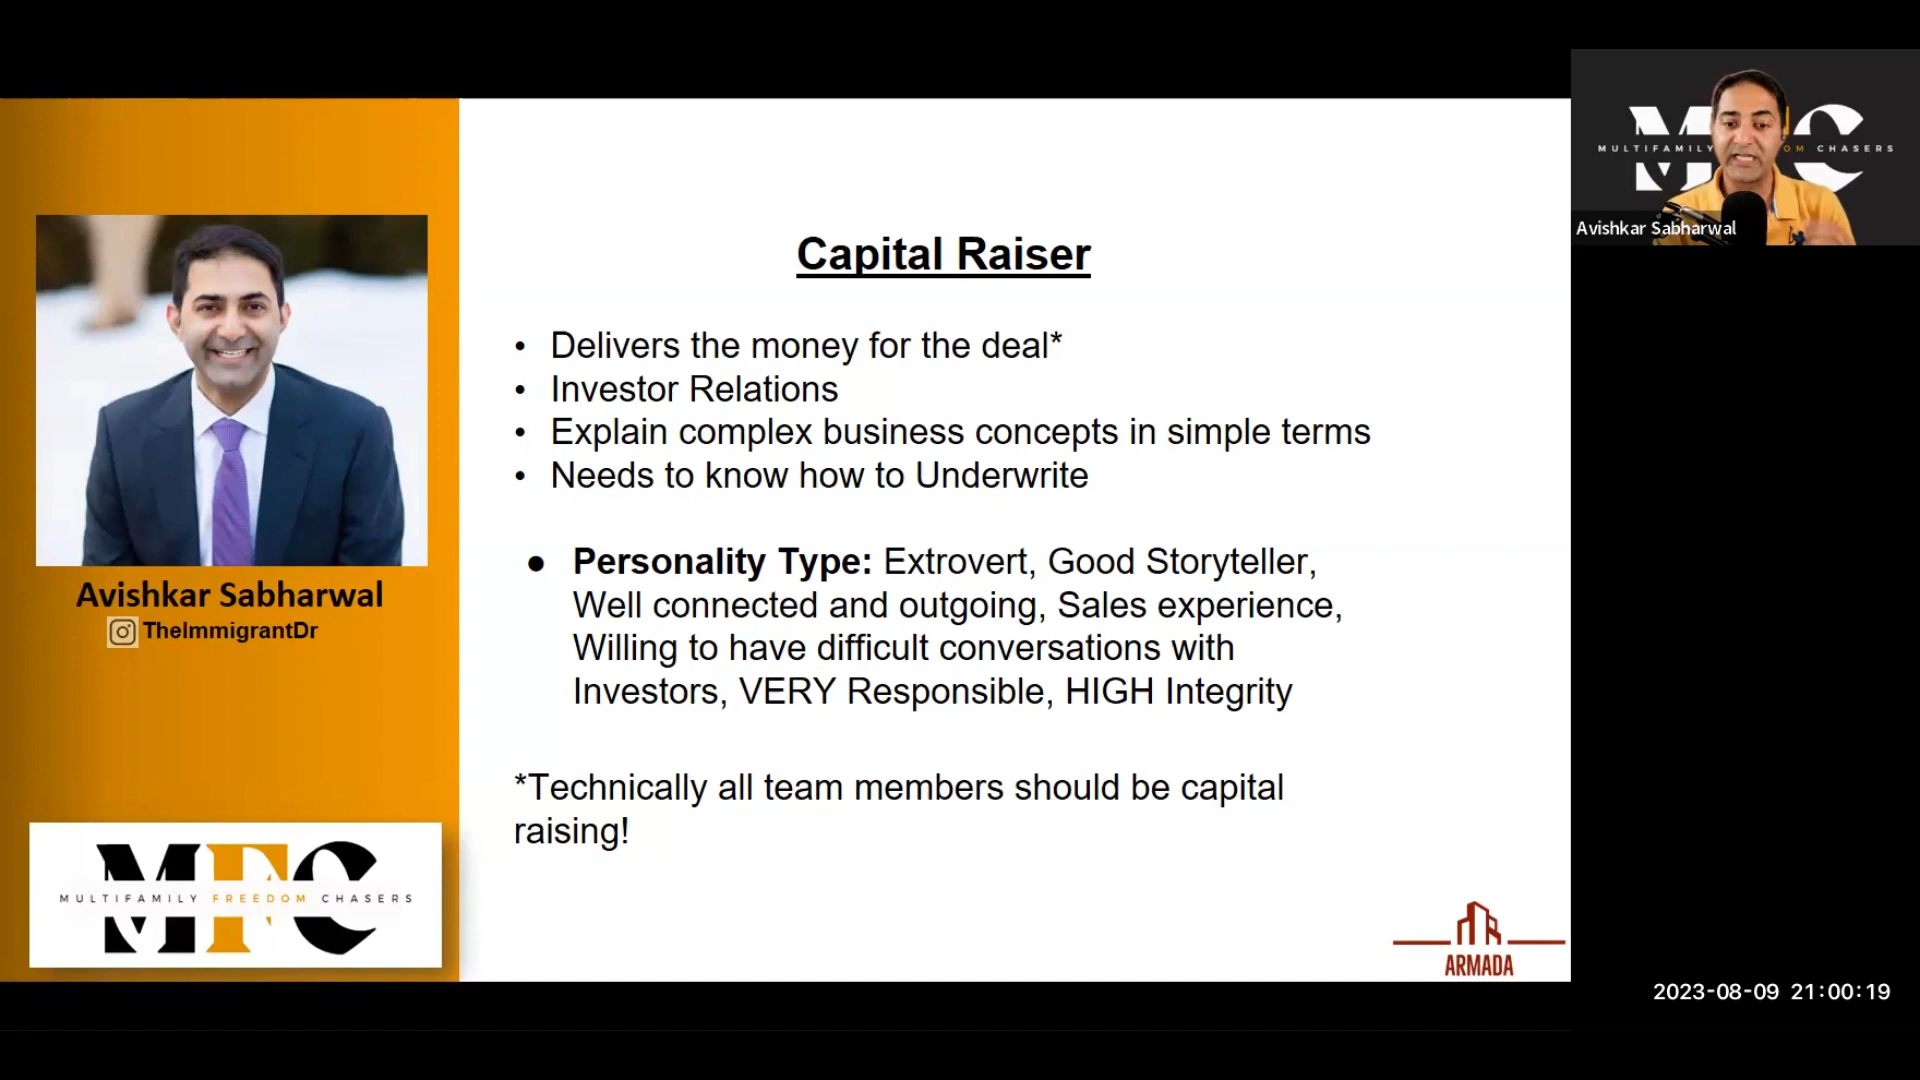 Capital Raiser
• Delivers the money for the deal*
• Investor Relations
• Explain complex business concepts in simple terms
• Needs to know how to Underwrite
● Personality Type: Extrovert, Good Storyteller,
Well connected and outgoing, Sales experience,
Willing to have difficult conversations with
Investors, VERY Responsible, HIGH Integrity
*Technically all team members should be capital
raising!
Avishkar Sabharwal
TheImmigrantDr
MFC
MULTIFAMILY FREEDOM CHASERS
ARMADA
M C
MULTIFAMILY OM CHASERS
Avishkar Sabharwal
2023-08-09 21:00:19